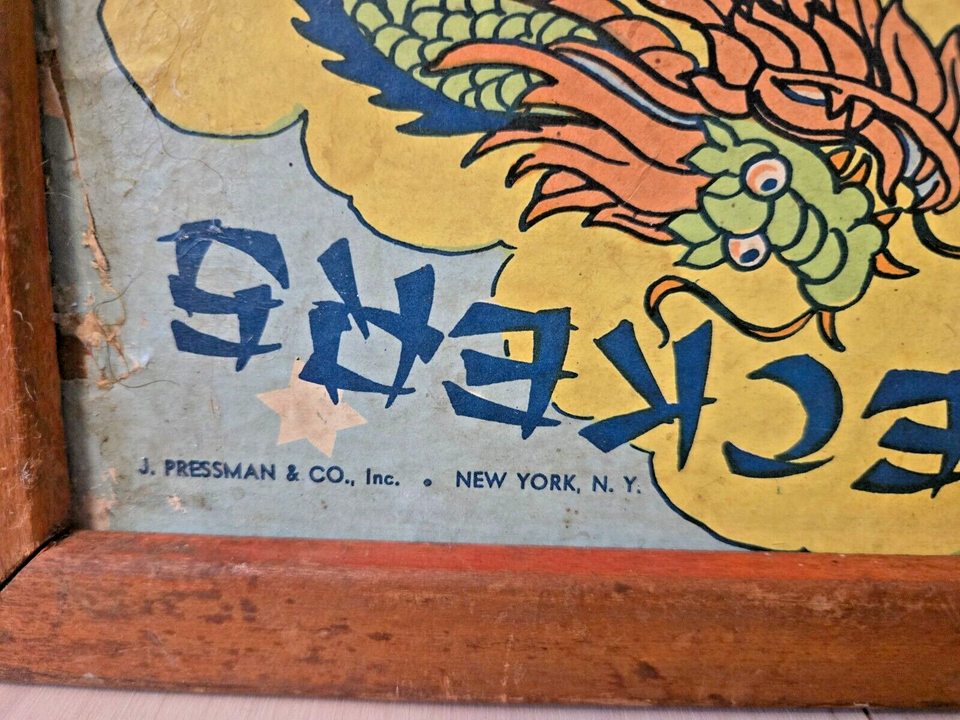 ECKERS
J. PRESSMAN & CO., Inc. • NEW YORK, N. Y.